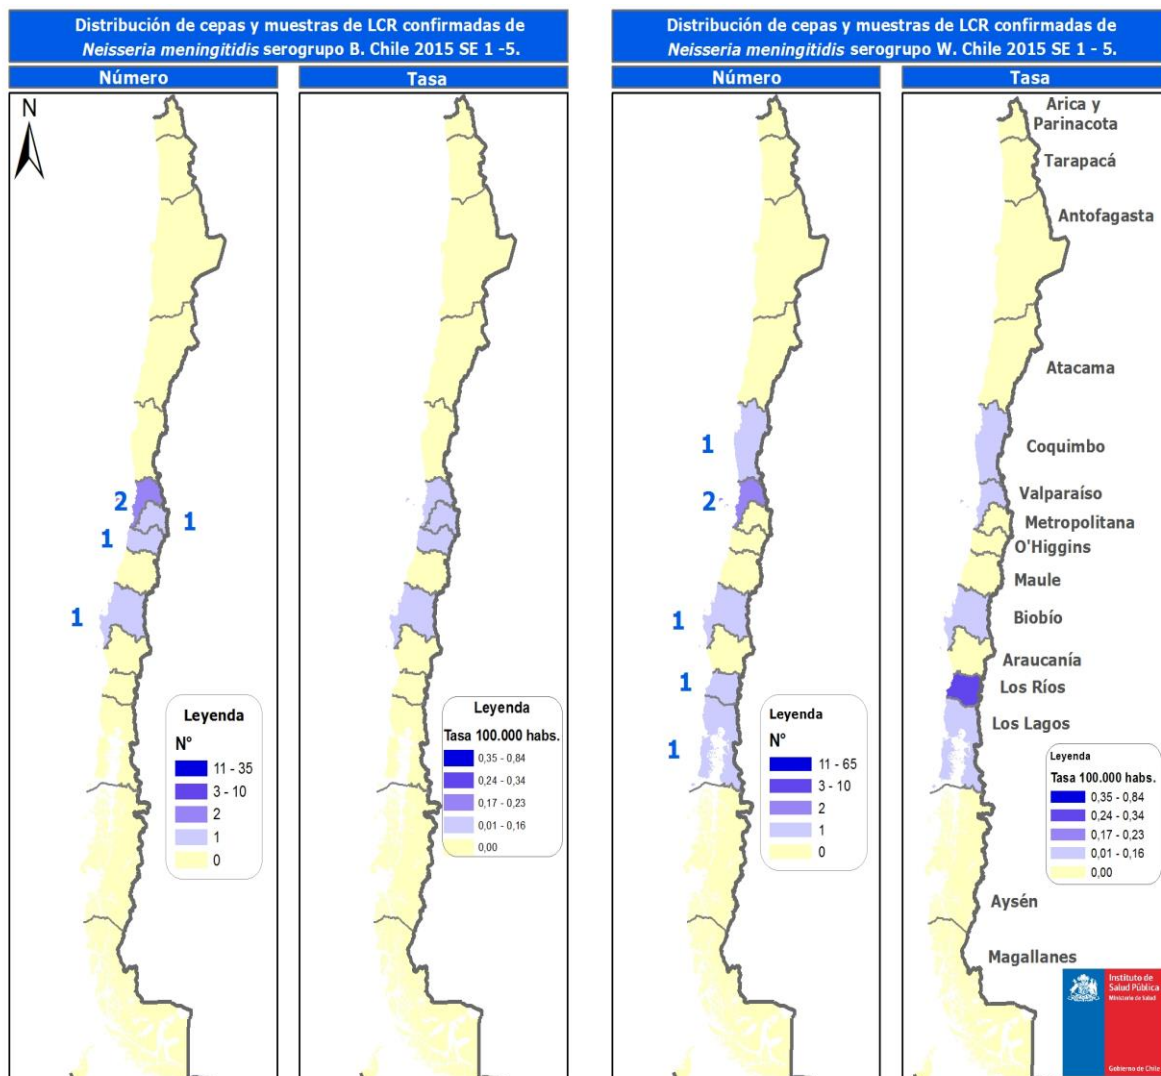 Distribución de cepas y muestras de LCR confirmadas de
Neisseria meningitidis serogrupo B. Chile 2015 SE 1 -5.
Número
Tasa
N
2
1
1
1
Leyenda
N°
11 - 35
3 - 10
2
1
0
Leyenda
Tasa 100.000 habs.
0,35 - 0,84
0,24 - 0,34
0,17 - 0,23
0,01 - 0,16
0,00
Distribución de cepas y muestras de LCR confirmadas de
Neisseria meningitidis serogrupo W. Chile 2015 SE 1 - 5.
Número
Tasa
1
2
1
1
1
Leyenda
N°
11 - 65
3 - 10
2
1
0
Arica y
Parinacota
Tarapacá
Antofagasta
Atacama
Coquimbo
Valparaíso
Metropolitana
O'Higgins
Maule
Biobío
Araucanía
Los Ríos
Los Lagos
Aysén
Magallanes
Leyenda
Tasa 100.000 habs.
0,35 - 0,84
0,24 - 0,34
0,17 - 0,23
0,01 - 0,16
0,00
Instituto de
Salud Pública
Ministerio de Salud
Gobierno de Chile